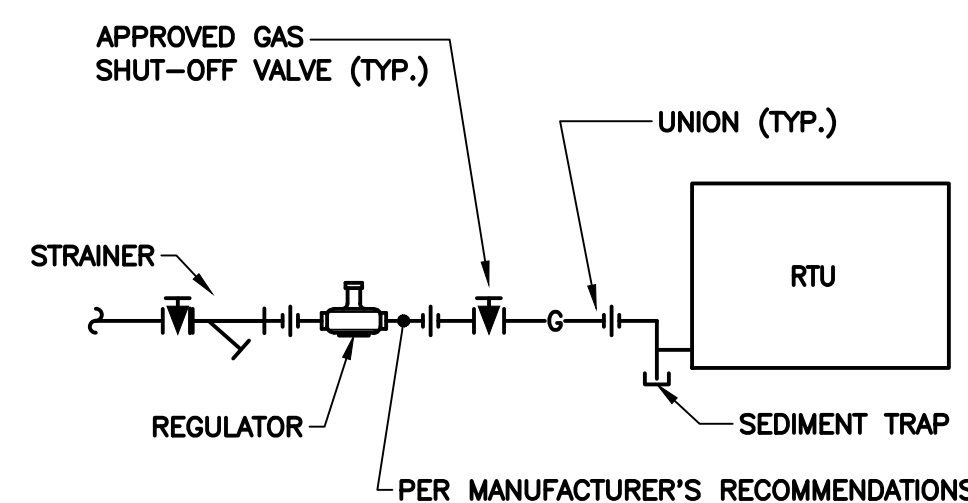 APPROVED GAS
SHUT-OFF VALVE (TYP.)
UNION (TYP.)
STRAINER
RTU
G
REGULATOR
SEDIMENT TRAP
PER MANUFACTURER'S RECOMMENDATIONS